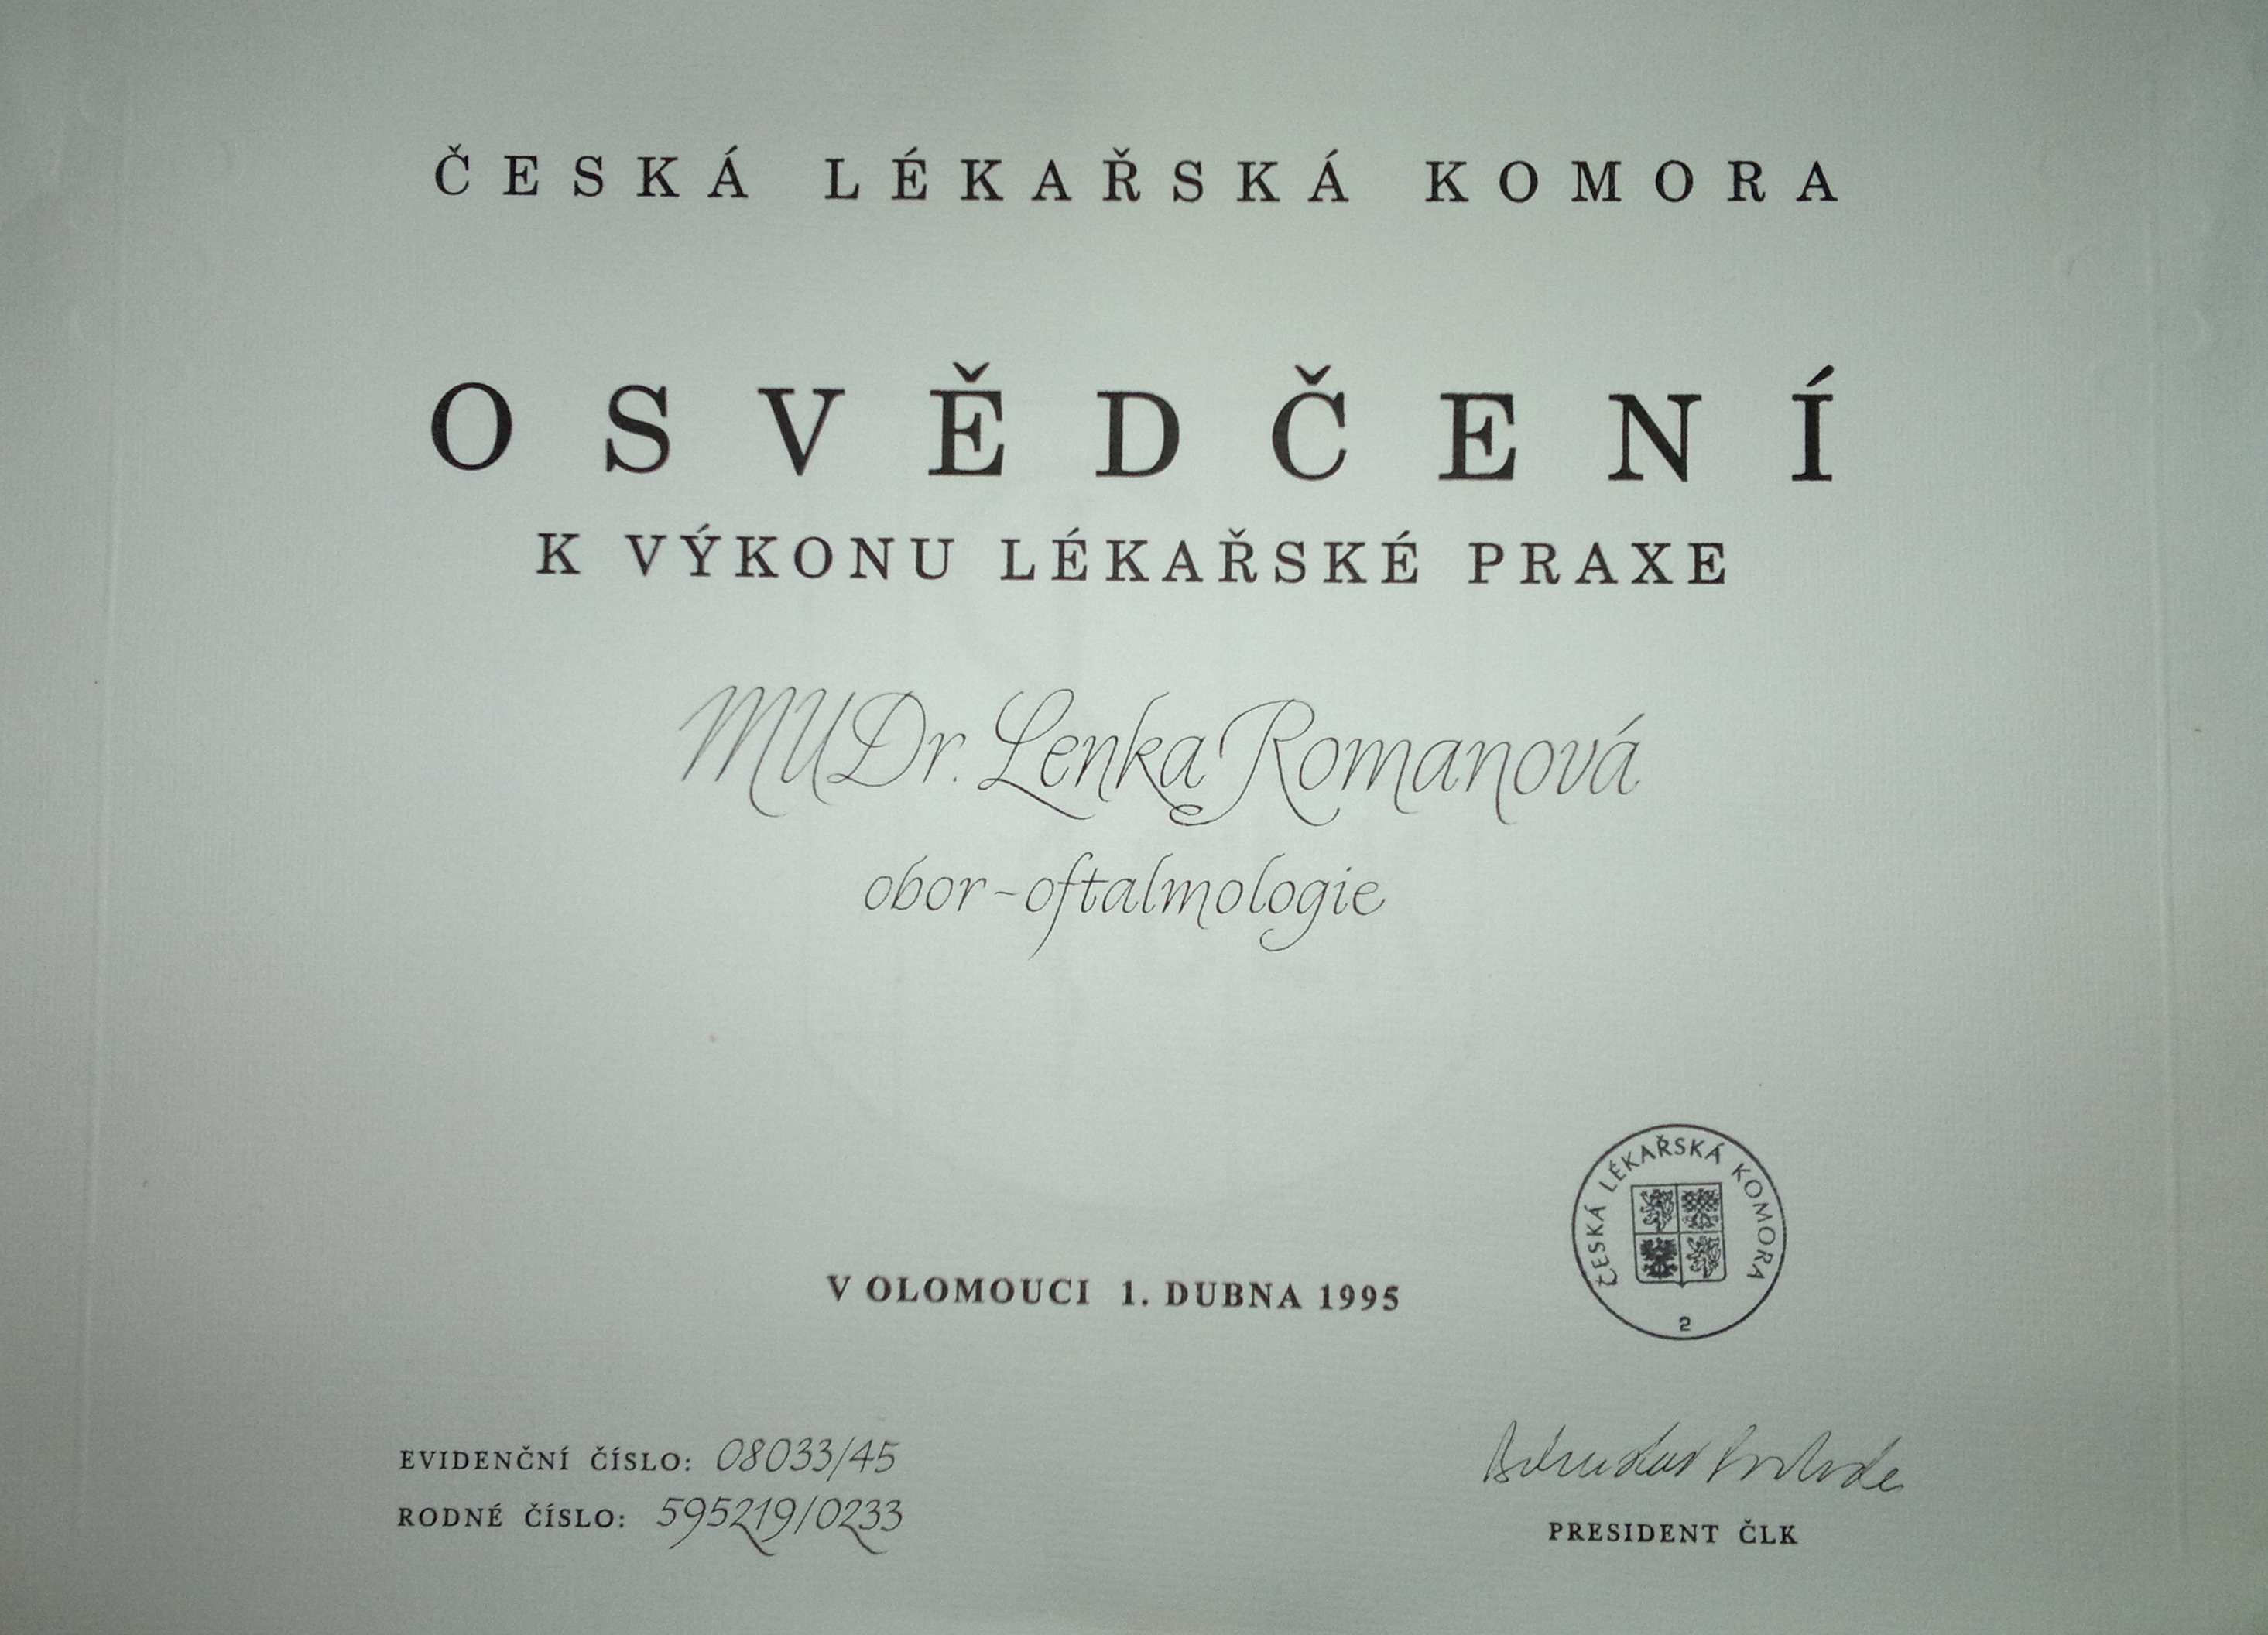 ČESKÁ LÉKAŘSKÁ KOMORA
OSVĚDČENÍ
K VÝKONU LÉKAŘSKÉ PRAXE
MUDr. Lenka Romanová
obor-oftalmologie
ČESKÁ LÉKAŘSKÁ KOMORA
2
V OLOMOUCI 1. DUBNA 1995
EVIDENČNÍ ČÍSLO: 08033/45
RODNÉ ČÍSLO: 595219/0233
PRESIDENT ČLK